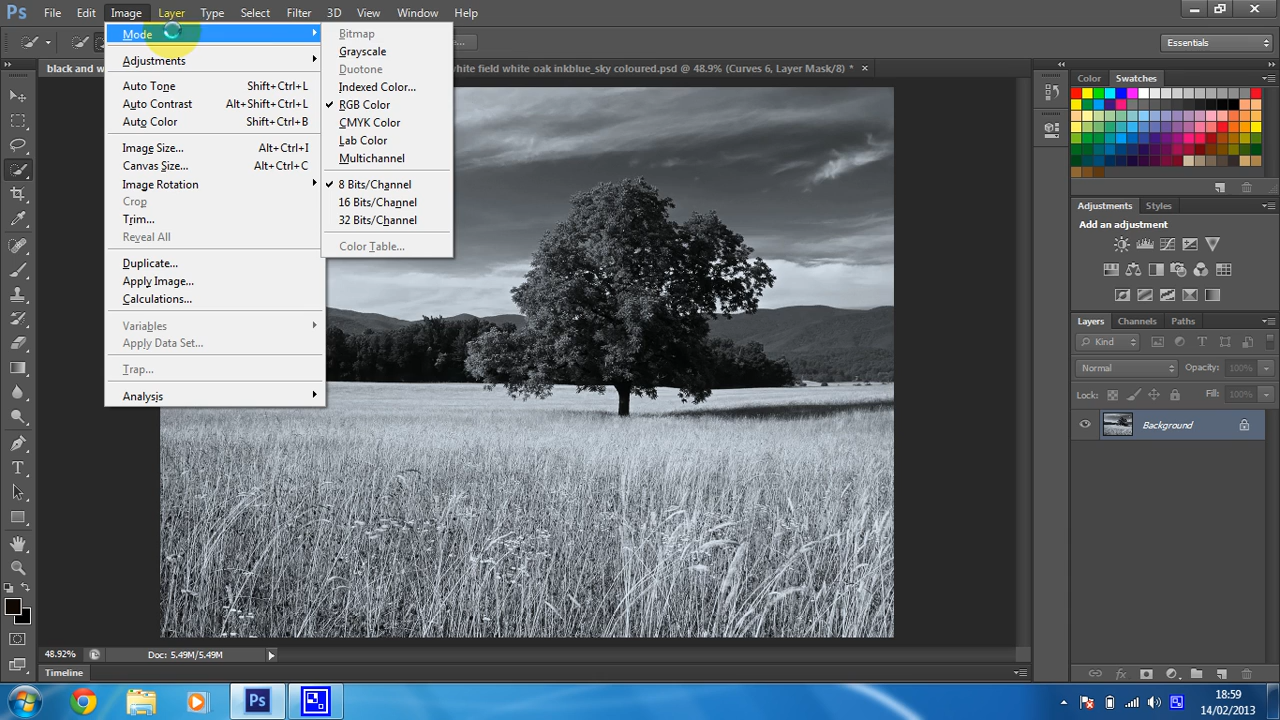 Ps File Edit Image Layer Type Select Filter 3D View Window Help
e...
Essentials
black and w
white field white oak inkblue_sky coloured.psd @ 48.9% (Curves 6, Layer Mask/8) * ×
Mode
Adjustments
Auto Tone Shift+Ctrl+L
Auto Contrast Alt+Shift+Ctrl+L
Auto Color Shift+Ctrl+B
Image Size... Alt+Ctrl+I
Canvas Size... Alt+Ctrl+C
Image Rotation
Crop
Trim...
Reveal All
Duplicate...
Apply Image...
Calculations...
Variables
Apply Data Set...
Trap...
Analysis
Bitmap
Grayscale
Duotone
Indexed Color...
RGB Color
CMYK Color
Lab Color
Multichannel
8 Bits/Channel
16 Bits/Channel
32 Bits/Channel
Color Table...
Color Swatches
Adjustments Styles
Add an adjustment
Layers Channels Paths
Kind
Normal Opacity: 100%
Lock: Fill: 100%
Background
48.92% Doc: 5.49M/5.49M
Timeline
Ps
18:59
14/02/2013